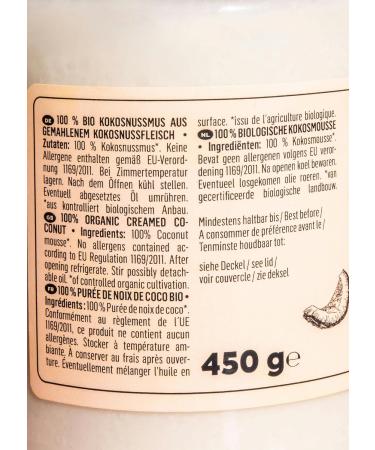 DE 100 % BIO KOKOSNUSSMUS AUS
GEMAHLENEM KOKOSNUSSFLEISCH •
Zutaten: 100 % Kokosnussmus*. Keine
Allergene enthalten gemäß EU-Verord-
nung 1169/2011. Bei Zimmertemperatur
lagern. Nach dem Öffnen kühl stellen.
Eventuell abgesetztes Öl umrühren.
*aus kontrolliert biologischem Anbau.
GB 100% ORGANIC CREAMED CO-
CONUT • Ingredients: 100% Coconut
mousse*. No allergens contained ac-
cording to EU Regulation 1169/2011. After
opening refrigerate. Stir possibly detach-
able oil. *of controlled organic cultivation.
FR 100 % PURÉE DE NOIX DE COCO BIO •
Ingrédients: 100 % Purée de noix de coco*.
Conformément au règlement de l'UE
1169/2011, ce produit ne contient aucun
allergènes. Stocker à température am-
biante. À conserver au frais après ouver-
ture. Éventuellement mélanger l'huile en
surface. *issu de l'agriculture biologique.
NL 100 % BIOLOGISCHE KOKOSMOUSSE
• Ingrediënten: 100 % Kokosmousse*.
Bevat geen allergenen volgens EU veror-
dening 1169/2011. Na openen koel bewaren.
Eventueel losgekomen olie roeren. *van
gecertificeerde biologische landbouw.
Mindestens haltbar bis / Best before /
A consommer de préférence avant le /
Tenminste houdbaar tot:
siehe Deckel / see lid /
voir couvercle / zie deksel
450 g e